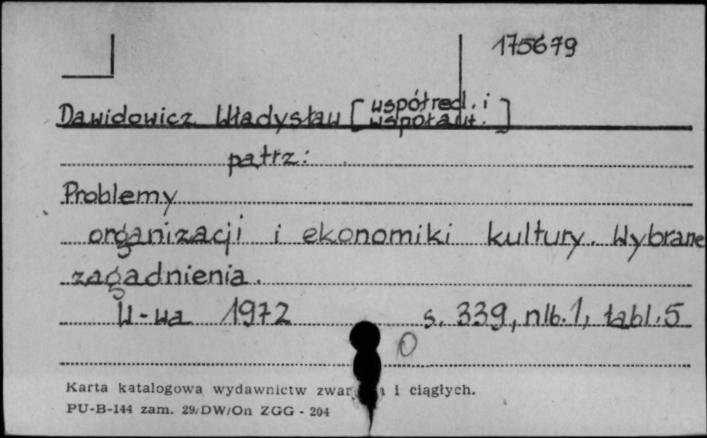 175679
Dawidowicz Władysław [współred. i współaut.]
patrz:
Problemy
organizacji i ekonomiki kultury. Wybrane
zagadnienia.
W-wa 1972 s. 339, nlb. 1, tabl. 5
0
Karta katalogowa wydawnictw i ciągłych.
PU-B-144 zam. 29/DW/On ZGG - 204